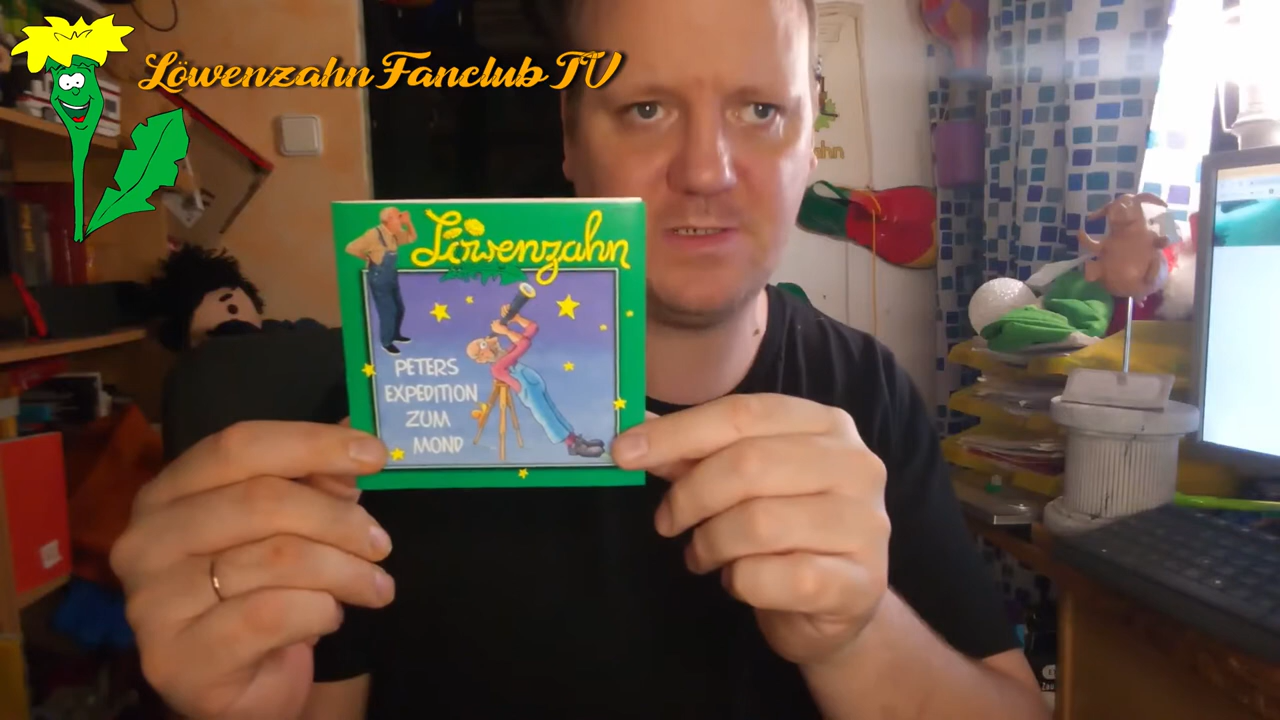 Löwenzahn Fanclub TV
Löwenzahn
PETERS
EXPEDITION
ZUM
MOND